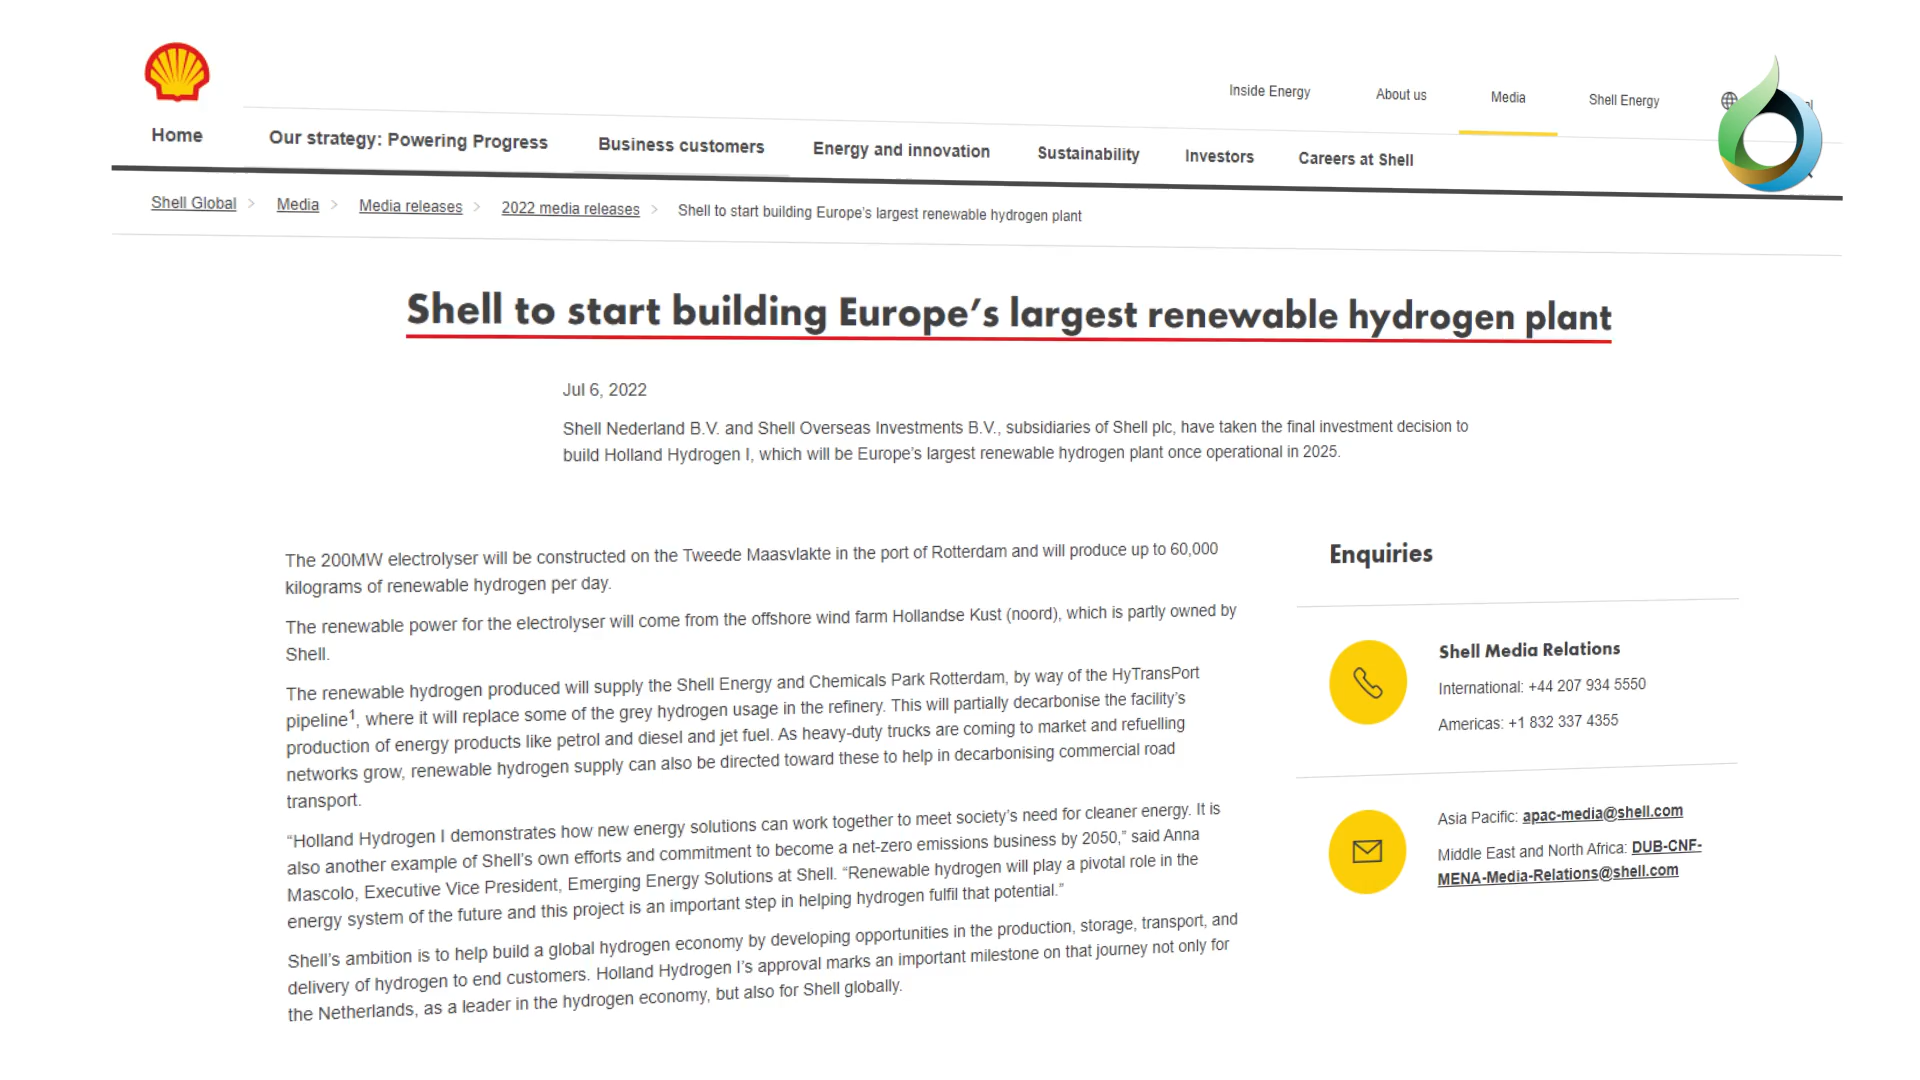 Inside Energy About us Media Shell Energy
Home Our strategy: Powering Progress Business customers Energy and innovation Sustainability Investors Careers at Shell
Shell Global > Media > Media releases > 2022 media releases > Shell to start building Europe's largest renewable hydrogen plant
Shell to start building Europe's largest renewable hydrogen plant
Jul 6, 2022
Shell Nederland B.V. and Shell Overseas Investments B.V., subsidiaries of Shell plc, have taken the final investment decision to
build Holland Hydrogen I, which will be Europe's largest renewable hydrogen plant once operational in 2025.
The 200MW electrolyser will be constructed on the Tweede Maasvlakte in the port of Rotterdam and will produce up to 60,000
kilograms of renewable hydrogen per day.
The renewable power for the electrolyser will come from the offshore wind farm Hollandse Kust (noord), which is partly owned by
Shell.
The renewable hydrogen produced will supply the Shell Energy and Chemicals Park Rotterdam, by way of the HyTransPort
pipeline¹, where it will replace some of the grey hydrogen usage in the refinery. This will partially decarbonise the facility's
production of energy products like petrol and diesel and jet fuel. As heavy-duty trucks are coming to market and refuelling
networks grow, renewable hydrogen supply can also be directed toward these to help in decarbonising commercial road
transport.
“Holland Hydrogen I demonstrates how new energy solutions can work together to meet society's need for cleaner energy. It is
also another example of Shell's own efforts and commitment to become a net-zero emissions business by 2050,” said Anna
Mascolo, Executive Vice President, Emerging Energy Solutions at Shell. “Renewable hydrogen will play a pivotal role in the
energy system of the future and this project is an important step in helping hydrogen fulfil that potential.”
Shell's ambition is to help build a global hydrogen economy by developing opportunities in the production, storage, transport, and
delivery of hydrogen to end customers. Holland Hydrogen I's approval marks an important milestone on that journey not only for
the Netherlands, as a leader in the hydrogen economy, but also for Shell globally.
Enquiries
Shell Media Relations
International: +44 207 934 5550
Americas: +1 832 337 4355
Asia Pacific: apac-media@shell.com
Middle East and North Africa: DUB-CNF-
MENA-Media-Relations@shell.com